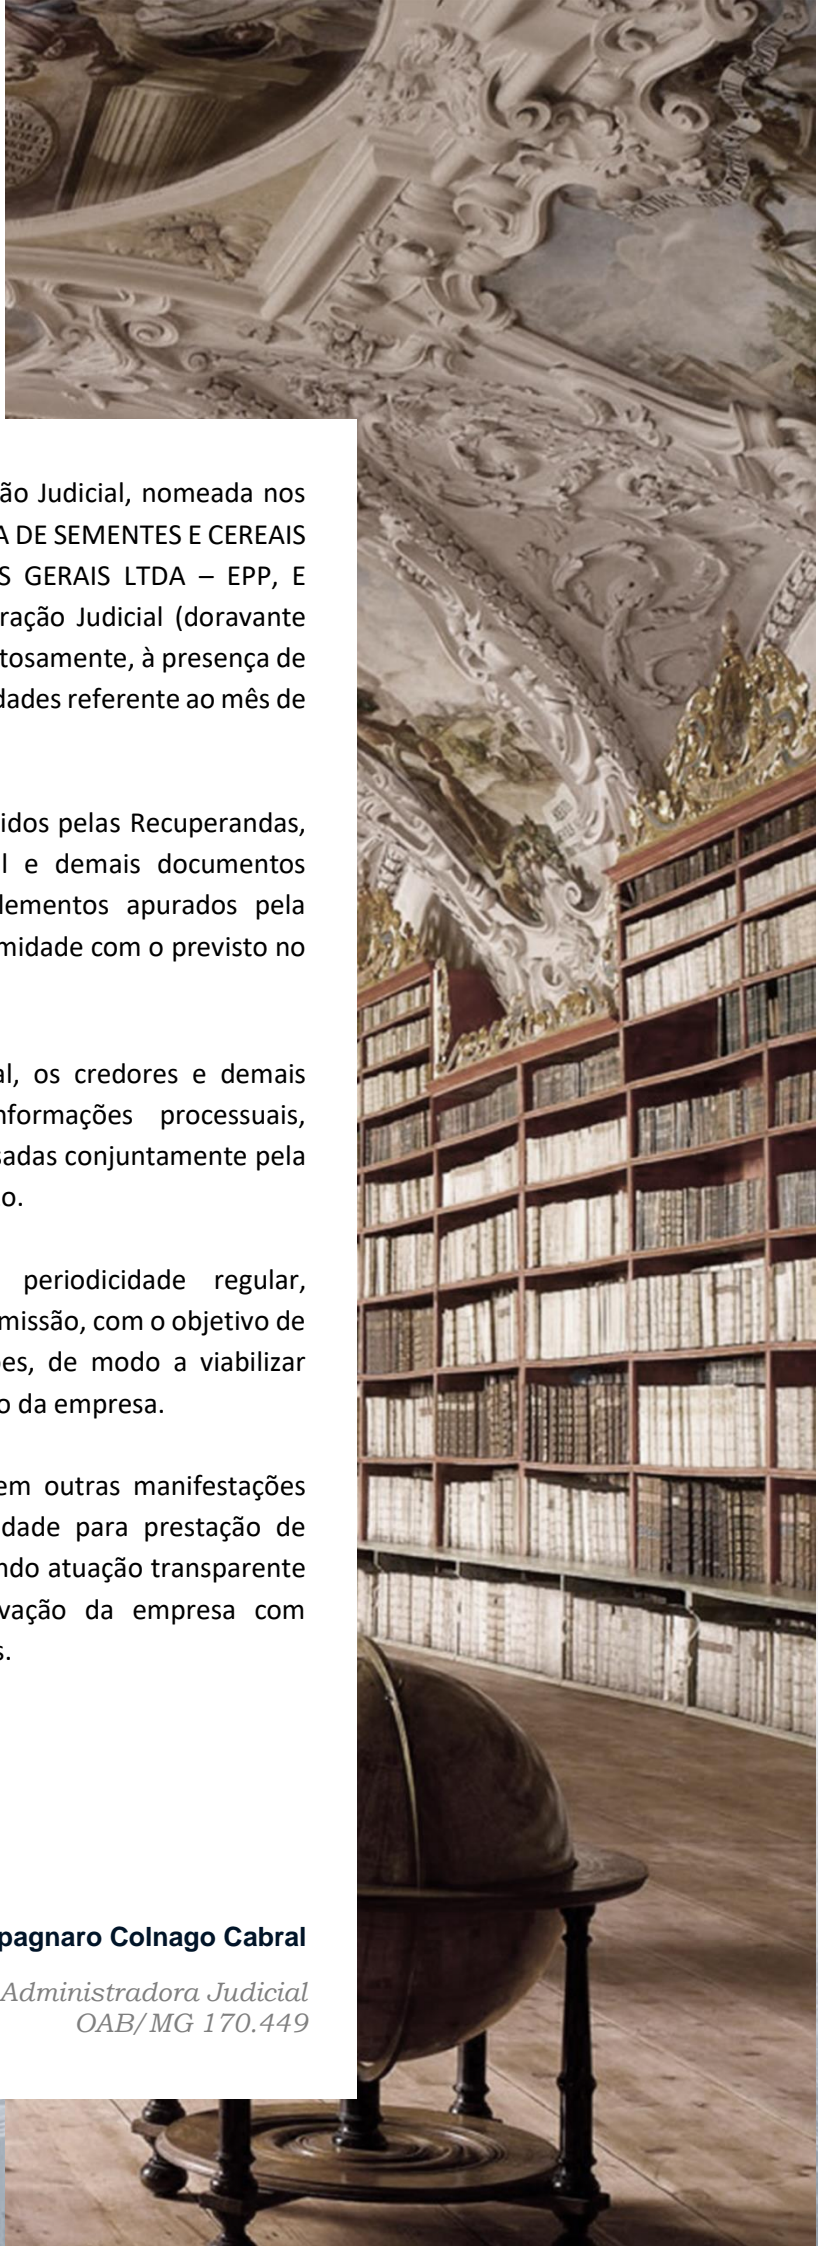 ão Judicial, nomeada nos
A DE SEMENTES E CEREAIS
S GERAIS LTDA – EPP, E
ração Judicial (doravante
tosamente, à presença de
dades referente ao mês de
idos pelas Recuperandas,
l e demais documentos
lementos apurados pela
midade com o previsto no
al, os credores e demais
nformações processuais,
sadas conjuntamente pela
o.
periodicidade regular,
missão, com o objetivo de
es, de modo a viabilizar
o da empresa.
em outras manifestações
dade para prestação de
ndo atuação transparente
vação da empresa com
s.
pagnaro Colnago Cabral
Administradora Judicial
OAB/MG 170.449